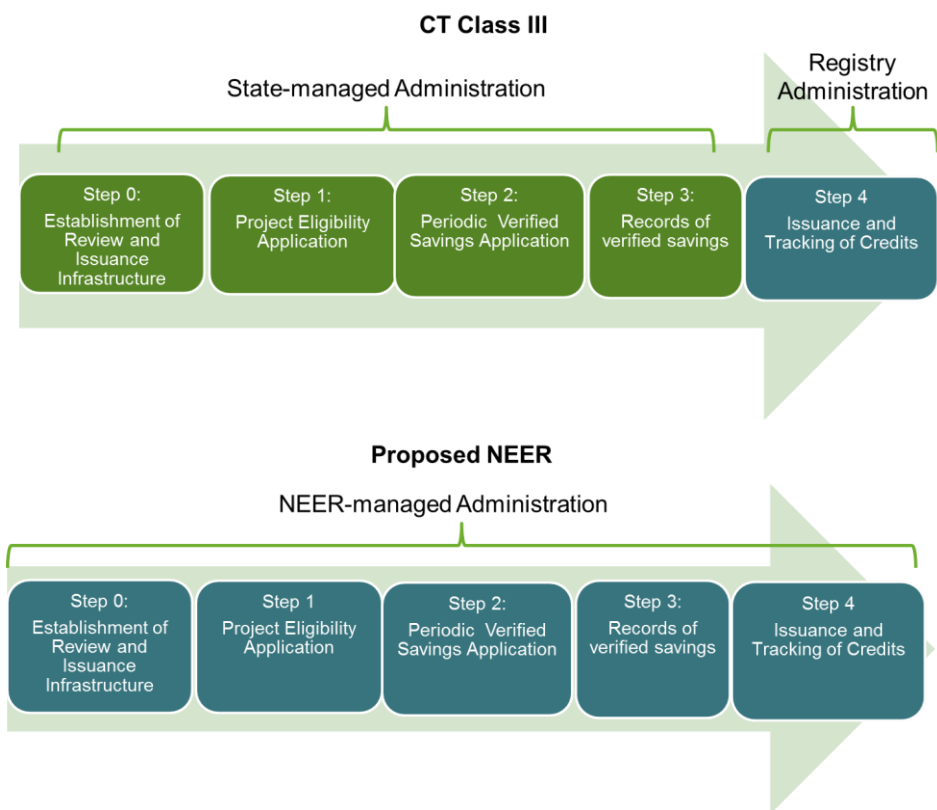 CT Class III
State-managed Administration
Registry
Administration
Step 0:
Establishment of
Review and
Issuance
Infrastructure
Step 1:
Project Eligibility
Application
Step 2:
Periodic Verified
Savings Application
Step 3:
Records of
verified savings
Step 4
Issuance and
Tracking of Credits
Proposed NEER
NEER-managed Administration
Step 0:
Establishment of
Review and
Issuance
Infrastructure
Step 1
Project Eligibility
Application
Step 2:
Periodic Verified
Savings Application
Step 3:
Records of
verified savings
Step 4
Issuance and
Tracking of Credits